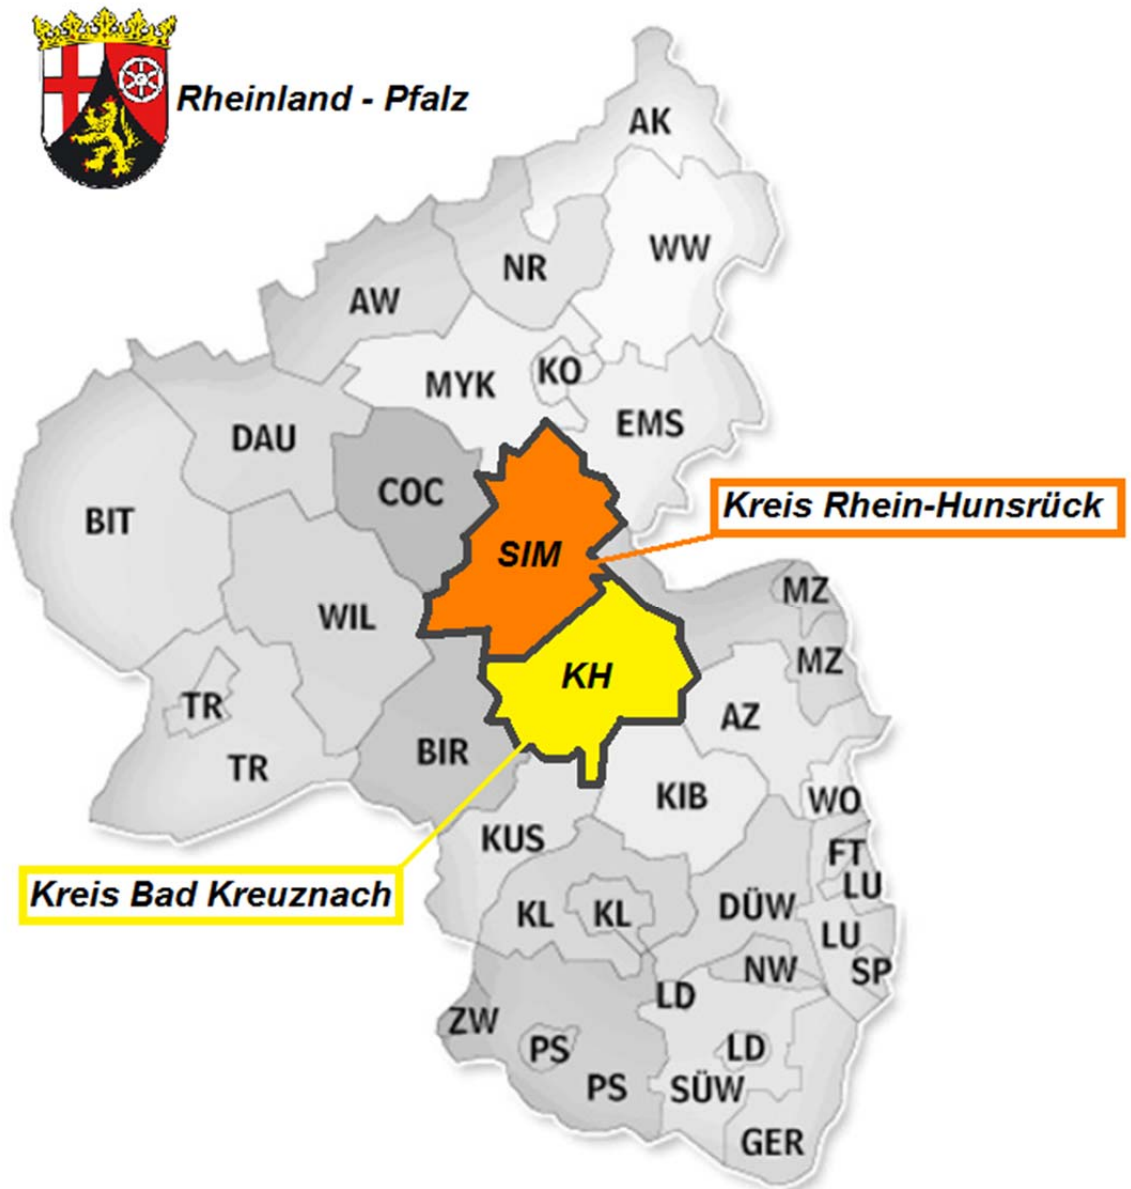 Rheinland - Pfalz
AK
WW
NR
AW
KO
MYK
EMS
DAU
COC
Kreis Rhein-Hunsrück
BIT
SIM
MZ
WIL
MZ
KH
TR
AZ
BIR
TR
KIB
WO
KUS
FT
LU
Kreis Bad Kreuznach
DÜW
KL
KL
LU
NW
SP
LD
ZW
PS
LD
PS
SÜW
GER